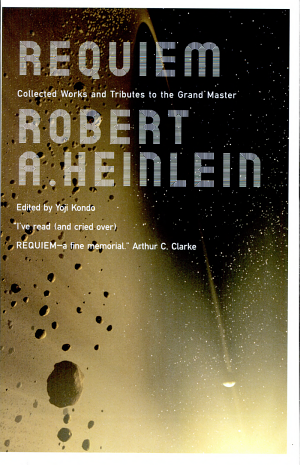 REQUIEM
Collected Works and Tributes to the Grand Master
ROBERT
A.HEINLEIN
Edited by Yoji Kondo
"I've read (and cried over)
REQUIEM—a fine memorial." Arthur C. Clarke